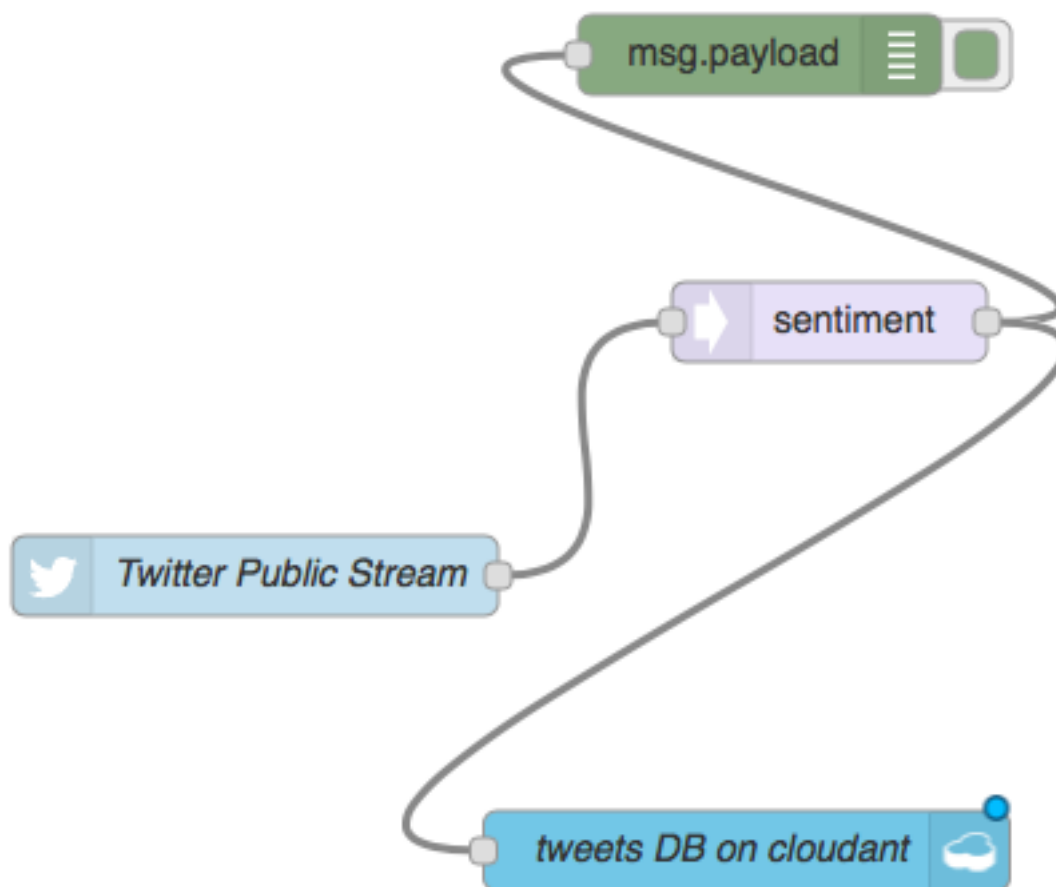 msg.payload
sentiment
Twitter Public Stream
tweets DB on cloudant